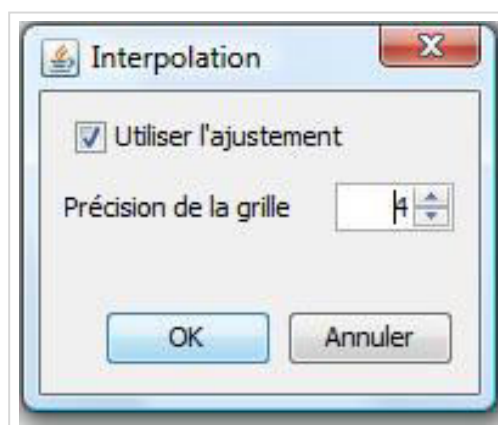 Interpolation
Utiliser l'ajustement
Précision de la grille 4
OK Annuler